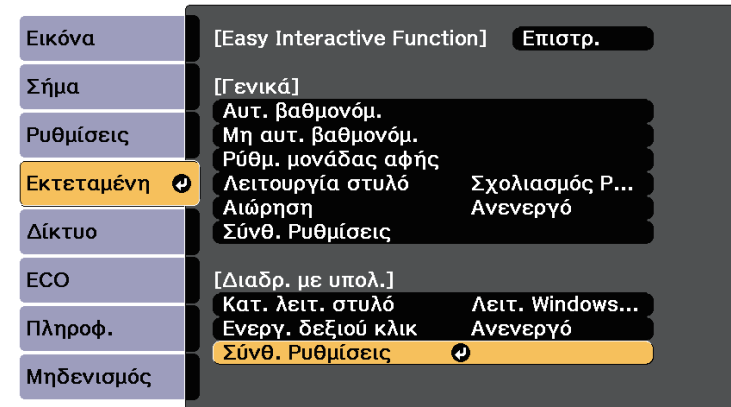 Εικόνα
Σήμα
Ρυθμίσεις
Εκτεταμένη
Δίκτυο
ECO
Πληροφ.
Μηδενισμός
[Easy Interactive Function] Επιστρ.
[Γενικά]
Αυτ. βαθμονόμ.
Μη αυτ. βαθμονόμ.
Ρύθμ. μονάδας αφής
Λειτουργία στυλό Σχολιασμός P...
Αιώρηση Ανενεργό
Σύνθ. Ρυθμίσεις
[Διαδρ. με υπολ.]
Κατ. λειτ. στυλό Λειτ. Windows...
Ενεργ. δεξιού κλικ Ανενεργό
Σύνθ. Ρυθμίσεις